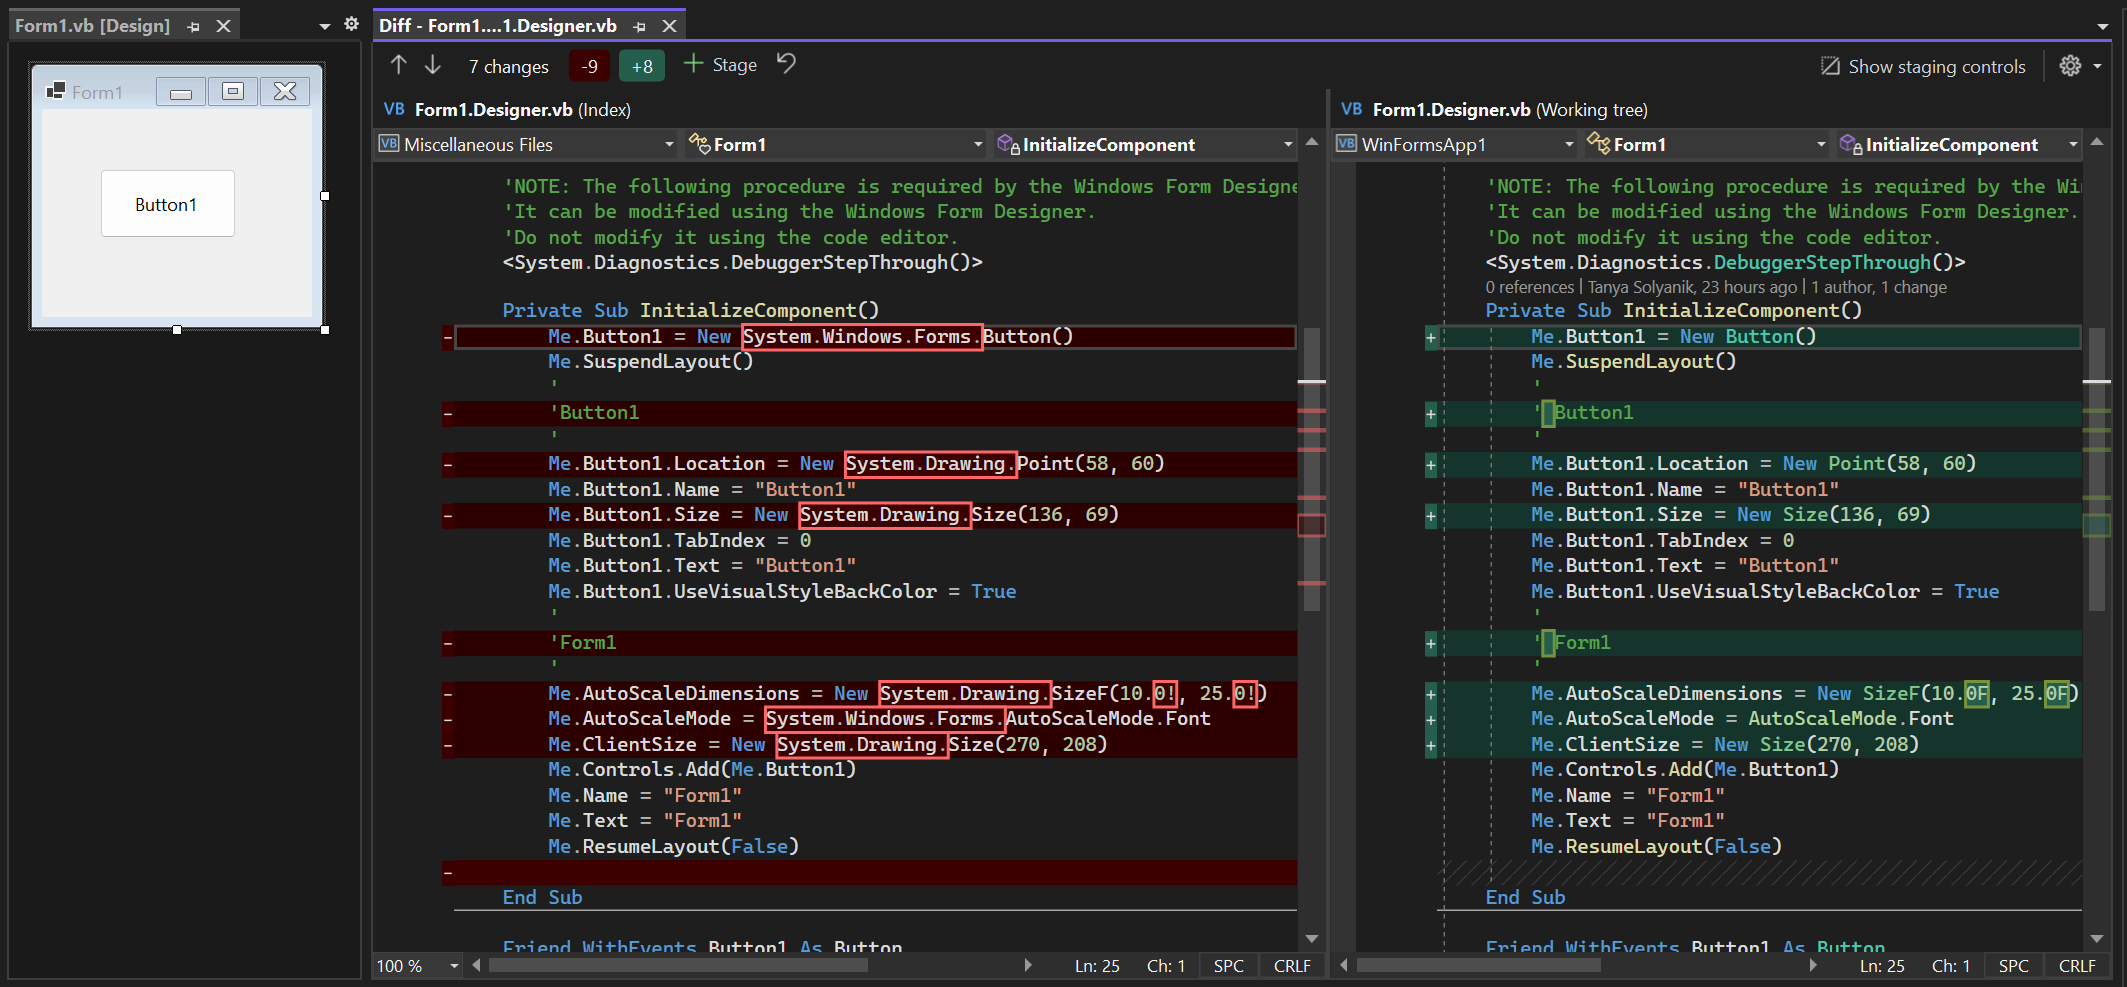 Form1.vb [Design]
Form1
Button1
Diff - Form1....1.Designer.vb
7 changes
-9
+8
Stage
Show staging controls
VB Form1.Designer.vb (Index)
VB Miscellaneous Files
Form1
InitializeComponent
'NOTE: The following procedure is required by the Windows Form Designe
'It can be modified using the Windows Form Designer.
'Do not modify it using the code editor.
<System.Diagnostics.DebuggerStepThrough()>
Private Sub InitializeComponent()
- Me.Button1 = New System.Windows.Forms.Button()
Me.SuspendLayout()
'
- 'Button1
'
- Me.Button1.Location = New System.Drawing.Point(58, 60)
Me.Button1.Name = "Button1"
- Me.Button1.Size = New System.Drawing.Size(136, 69)
Me.Button1.TabIndex = 0
Me.Button1.Text = "Button1"
Me.Button1.UseVisualStyleBackColor = True
'
- 'Form1
'
- Me.AutoScaleDimensions = New System.Drawing.SizeF(10.0!, 25.0!)
- Me.AutoScaleMode = System.Windows.Forms.AutoScaleMode.Font
- Me.ClientSize = New System.Drawing.Size(270, 208)
Me.Controls.Add(Me.Button1)
Me.Name = "Form1"
Me.Text = "Form1"
Me.ResumeLayout(False)
-
End Sub
Friend WithEvents Button1 As Button
100 %
Ln: 25
Ch: 1
SPC
CRLF
VB Form1.Designer.vb (Working tree)
VB WinFormsApp1
Form1
InitializeComponent
'NOTE: The following procedure is required by the Wi
'It can be modified using the Windows Form Designer.
'Do not modify it using the code editor.
<System.Diagnostics.DebuggerStepThrough()>
0 references | Tanya Solyanik, 23 hours ago | 1 author, 1 change
Private Sub InitializeComponent()
+ Me.Button1 = New Button()
Me.SuspendLayout()
'
+ ' Button1
'
+ Me.Button1.Location = New Point(58, 60)
Me.Button1.Name = "Button1"
+ Me.Button1.Size = New Size(136, 69)
Me.Button1.TabIndex = 0
Me.Button1.Text = "Button1"
Me.Button1.UseVisualStyleBackColor = True
'
+ ' Form1
'
+ Me.AutoScaleDimensions = New SizeF(10.0F, 25.0F)
+ Me.AutoScaleMode = AutoScaleMode.Font
+ Me.ClientSize = New Size(270, 208)
Me.Controls.Add(Me.Button1)
Me.Name = "Form1"
Me.Text = "Form1"
Me.ResumeLayout(False)
End Sub
Friend WithEvents Button1 As Button
Ln: 25
Ch: 1
SPC
CRLF